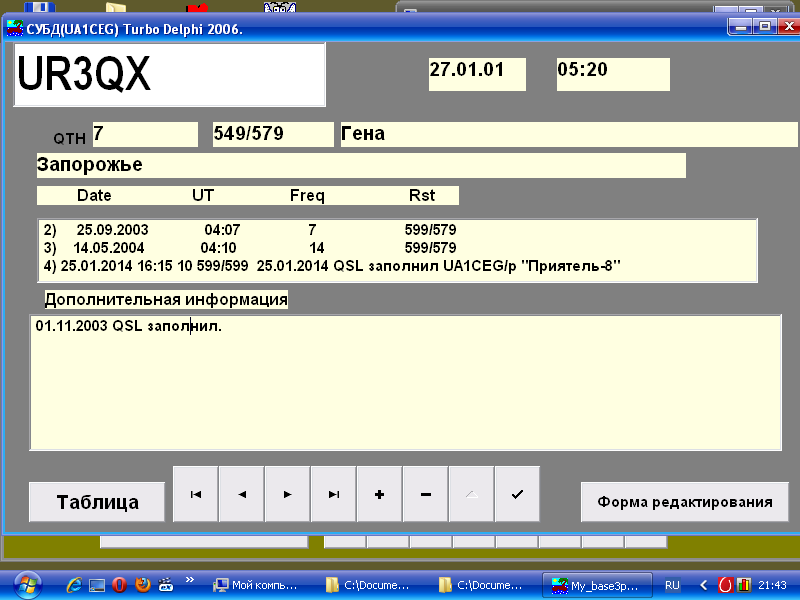 СУБД(UA1CEG) Turbo Delphi 2006.
UR3QX
27.01.01 05:20
QTH 7 549/579 Гена
Запорожье
Date UT Freq Rst
2) 25.09.2003 04:07 7 599/579
3) 14.05.2004 04:10 14 599/579
4) 25.01.2014 16:15 10 599/599 25.01.2014 QSL заполнил UA1CEG/p "Приятель-8"
Дополнительная информация
01.11.2003 QSL заполнил.
Таблица
Форма редактирования
Мой компь... C:\Docume... C:\Docume... My_base3p... RU 21:43